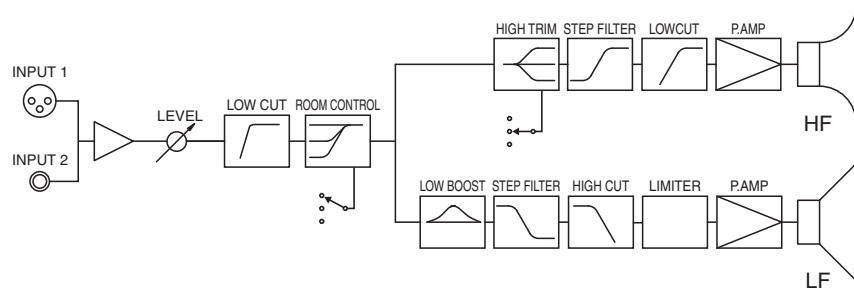 INPUT 1
INPUT 2
LEVEL
LOW CUT
ROOM CONTROL
HIGH TRIM
STEP FILTER
LOWCUT
P.AMP
HF
LOW BOOST
STEP FILTER
HIGH CUT
LIMITER
P.AMP
LF